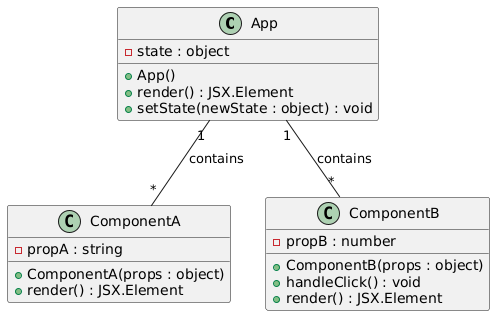 C App
state : object
App()
render() : JSX.Element
setState(newState : object) : void
1 1
contains contains
* *
C ComponentA
propA : string
ComponentA(props : object)
render() : JSX.Element
C ComponentB
propB : number
ComponentB(props : object)
handleClick() : void
render() : JSX.Element